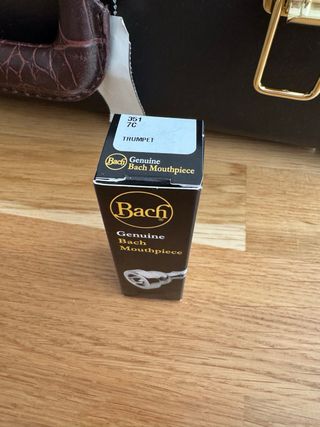 351
7C
TRUMPET
Bach
Genuine
Bach Mouthpiece
Bach
Genuine
Bach
Mouthpiece